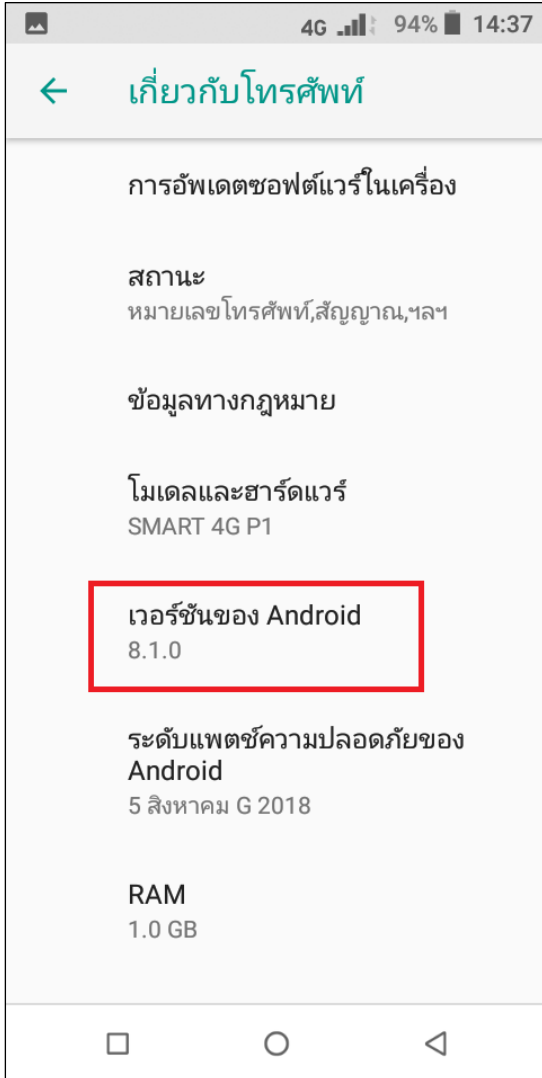 4G 94% 14:37
เกี่ยวกับโทรศัพท์
การอัพเดตซอฟต์แวร์ในเครื่อง
สถานะ
หมายเลขโทรศัพท์,สัญญาณ,ฯลฯ
ข้อมูลทางกฎหมาย
โมเดลและฮาร์ดแวร์
SMART 4G P1
เวอร์ชันของ Android
8.1.0
ระดับแพตช์ความปลอดภัยของ
Android
5 สิงหาคม G 2018
RAM
1.0 GB